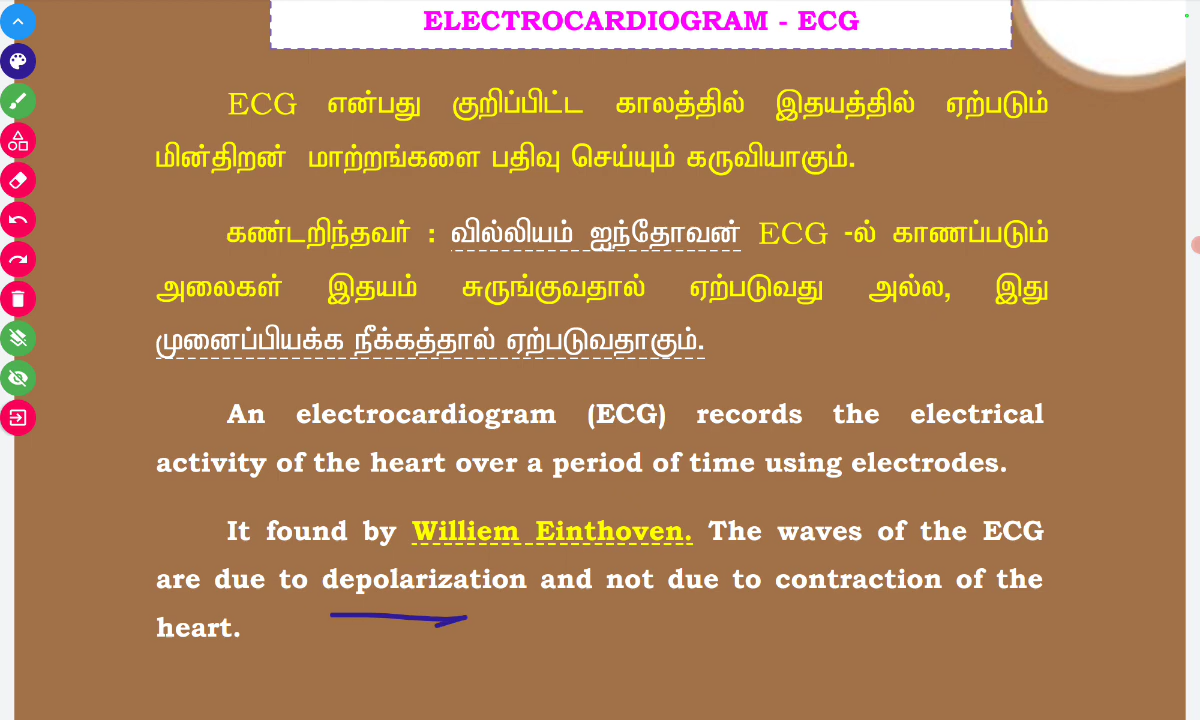 ELECTROCARDIOGRAM - ECG
ECG என்பது குறிப்பிட்ட காலத்தில் இதயத்தில் ஏற்படும்
மின்திறன் மாற்றங்களை பதிவு செய்யும் கருவியாகும்.
கண்டறிந்தவர் : வில்லியம் ஐந்தோவன் ECG -ல் காணப்படும்
அலைகள் இதயம் சுருங்குவதால் ஏற்படுவது அல்ல, இது
முனைப்பியக்க நீக்கத்தால் ஏற்படுவதாகும்.
An electrocardiogram (ECG) records the electrical
activity of the heart over a period of time using electrodes.
It found by Williem Einthoven. The waves of the ECG
are due to depolarization and not due to contraction of the
heart.